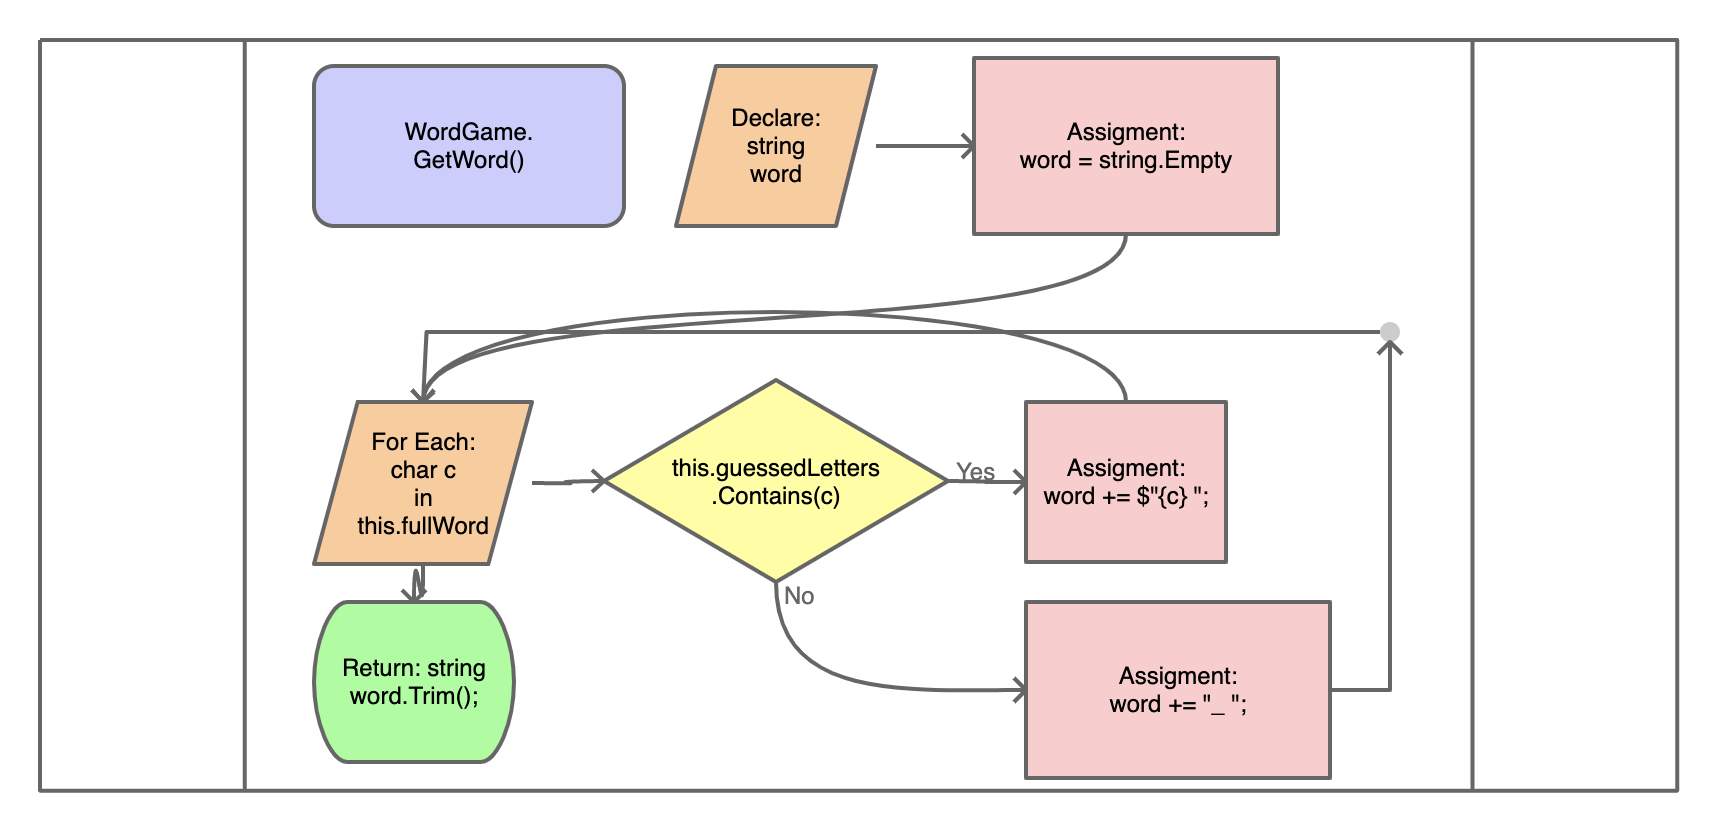 WordGame.
GetWord()
Declare:
string
word
Assigment:
word = string.Empty
For Each:
char c
in
this.fullWord
this.guessedLetters
.Contains(c)
Yes
Assigment:
word += $"{c} ";
No
Return: string
word.Trim();
Assigment:
word += "_ ";